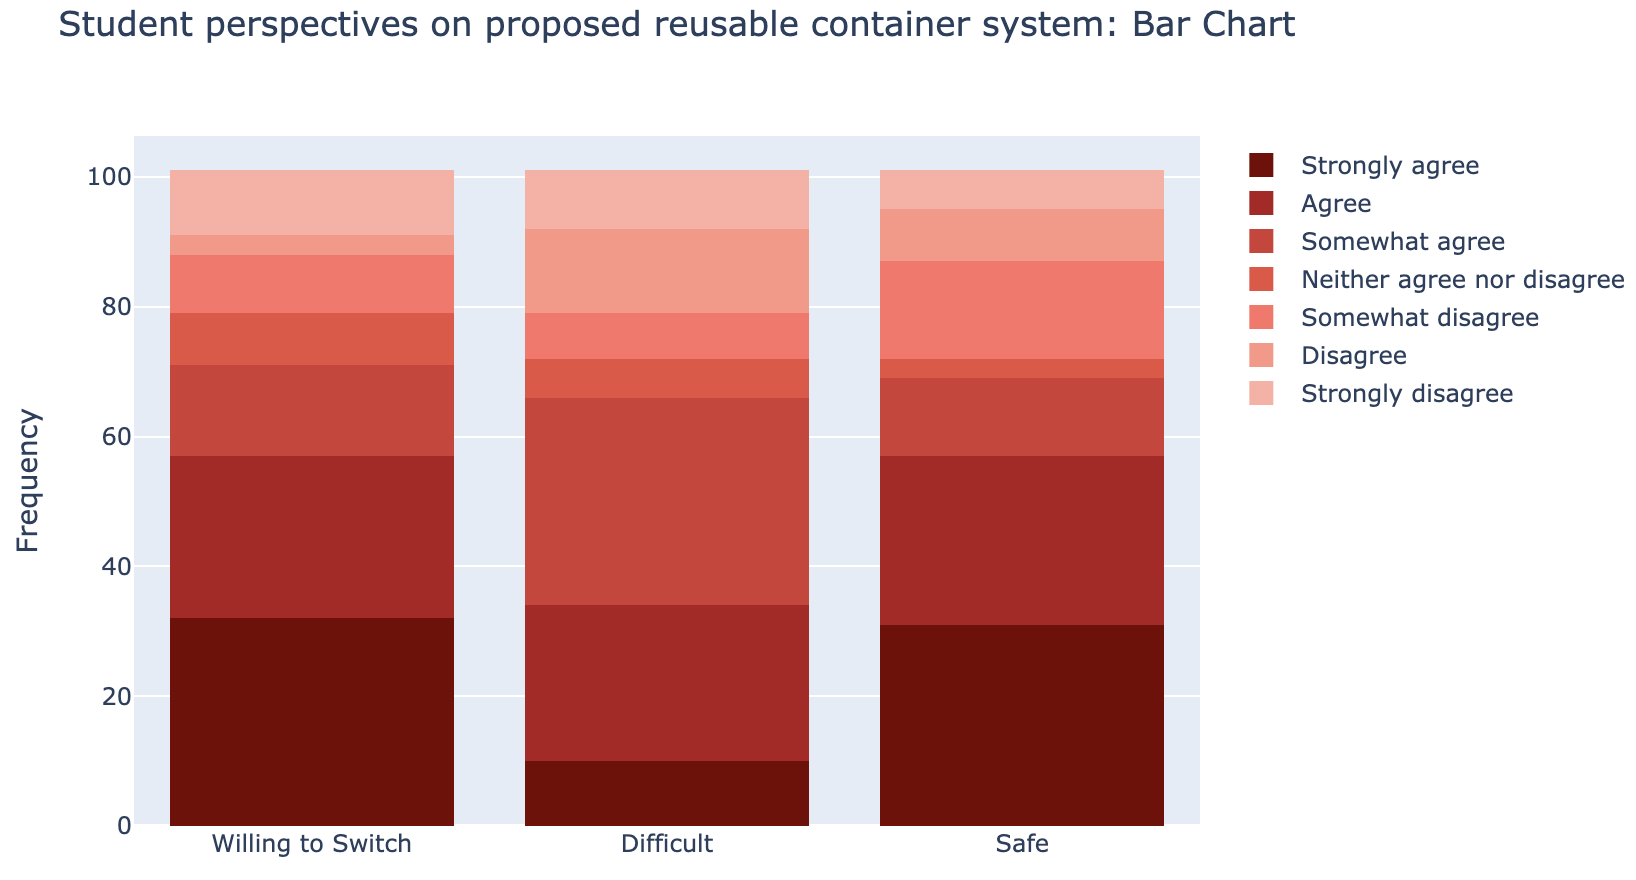 Student perspectives on proposed reusable container system: Bar Chart
Strongly agree
Agree
Somewhat agree
Neither agree nor disagree
Somewhat disagree
Disagree
Strongly disagree
Frequency
100
80
60
40
20
0
Willing to Switch
Difficult
Safe